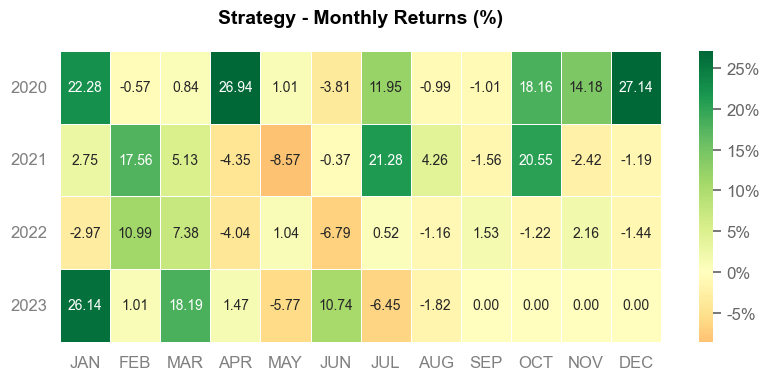 Strategy - Monthly Returns (%)
2020 22.28 -0.57 0.84 26.94 1.01 -3.81 11.95 -0.99 -1.01 18.16 14.18 27.14
2021 2.75 17.56 5.13 -4.35 -8.57 -0.37 21.28 4.26 -1.56 20.55 -2.42 -1.19
2022 -2.97 10.99 7.38 -4.04 1.04 -6.79 0.52 -1.16 1.53 -1.22 2.16 -1.44
2023 26.14 1.01 18.19 1.47 -5.77 10.74 -6.45 -1.82 0.00 0.00 0.00 0.00
JAN FEB MAR APR MAY JUN JUL AUG SEP OCT NOV DEC
25%
20%
15%
10%
5%
0%
-5%